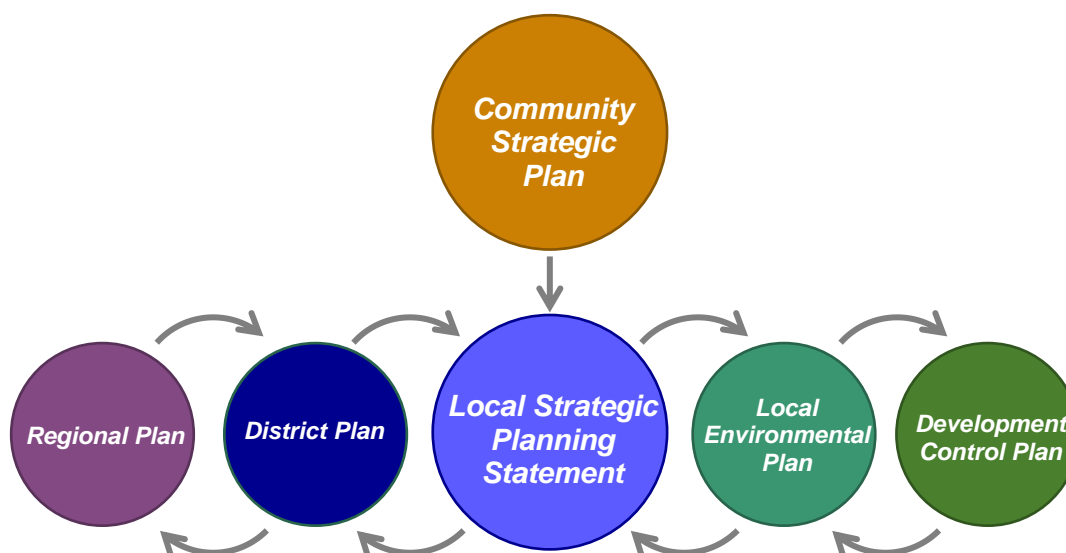 Community
Strategic
Plan
Regional Plan
District Plan
Local Strategic
Planning
Statement
Local
Environmental
Plan
Development
Control Plan